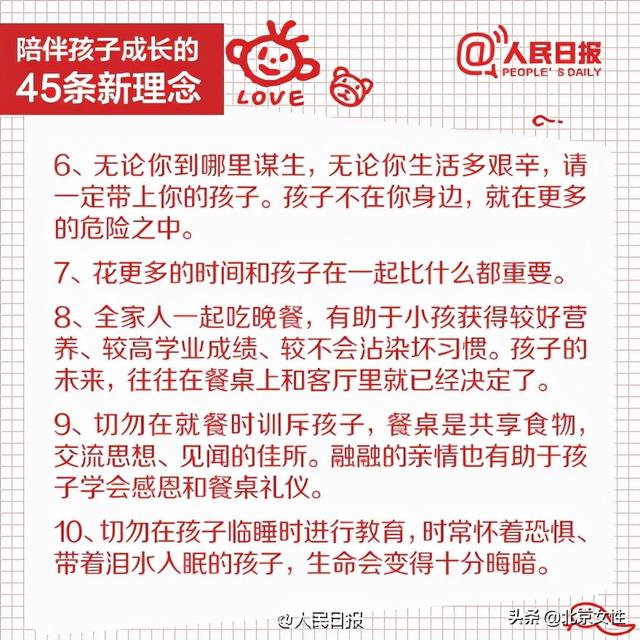 陪伴孩子成长的
45条新理念
LOVE
@人民日报
PEOPLE'S DAILY
6、无论你到哪里谋生，无论你生活多艰辛，请
一定带上你的孩子。孩子不在你身边，就在更多
的危险之中。
7、花更多的时间和孩子在一起比什么都重要。
8、全家人一起吃晚餐，有助于小孩获得较好营
养、较高学业成绩、较不会沾染坏习惯。孩子的
未来，往往在餐桌上和客厅里就已经决定了。
9、切勿在就餐时训斥孩子，餐桌是共享食物，
交流思想、见闻的佳所。融融的亲情也有助于孩
子学会感恩和餐桌礼仪。
10、切勿在孩子临睡时进行教育，时常怀着恐惧、
带着泪水入眠的孩子，生命会变得十分晦暗。
@人民日报
头条@北京女性